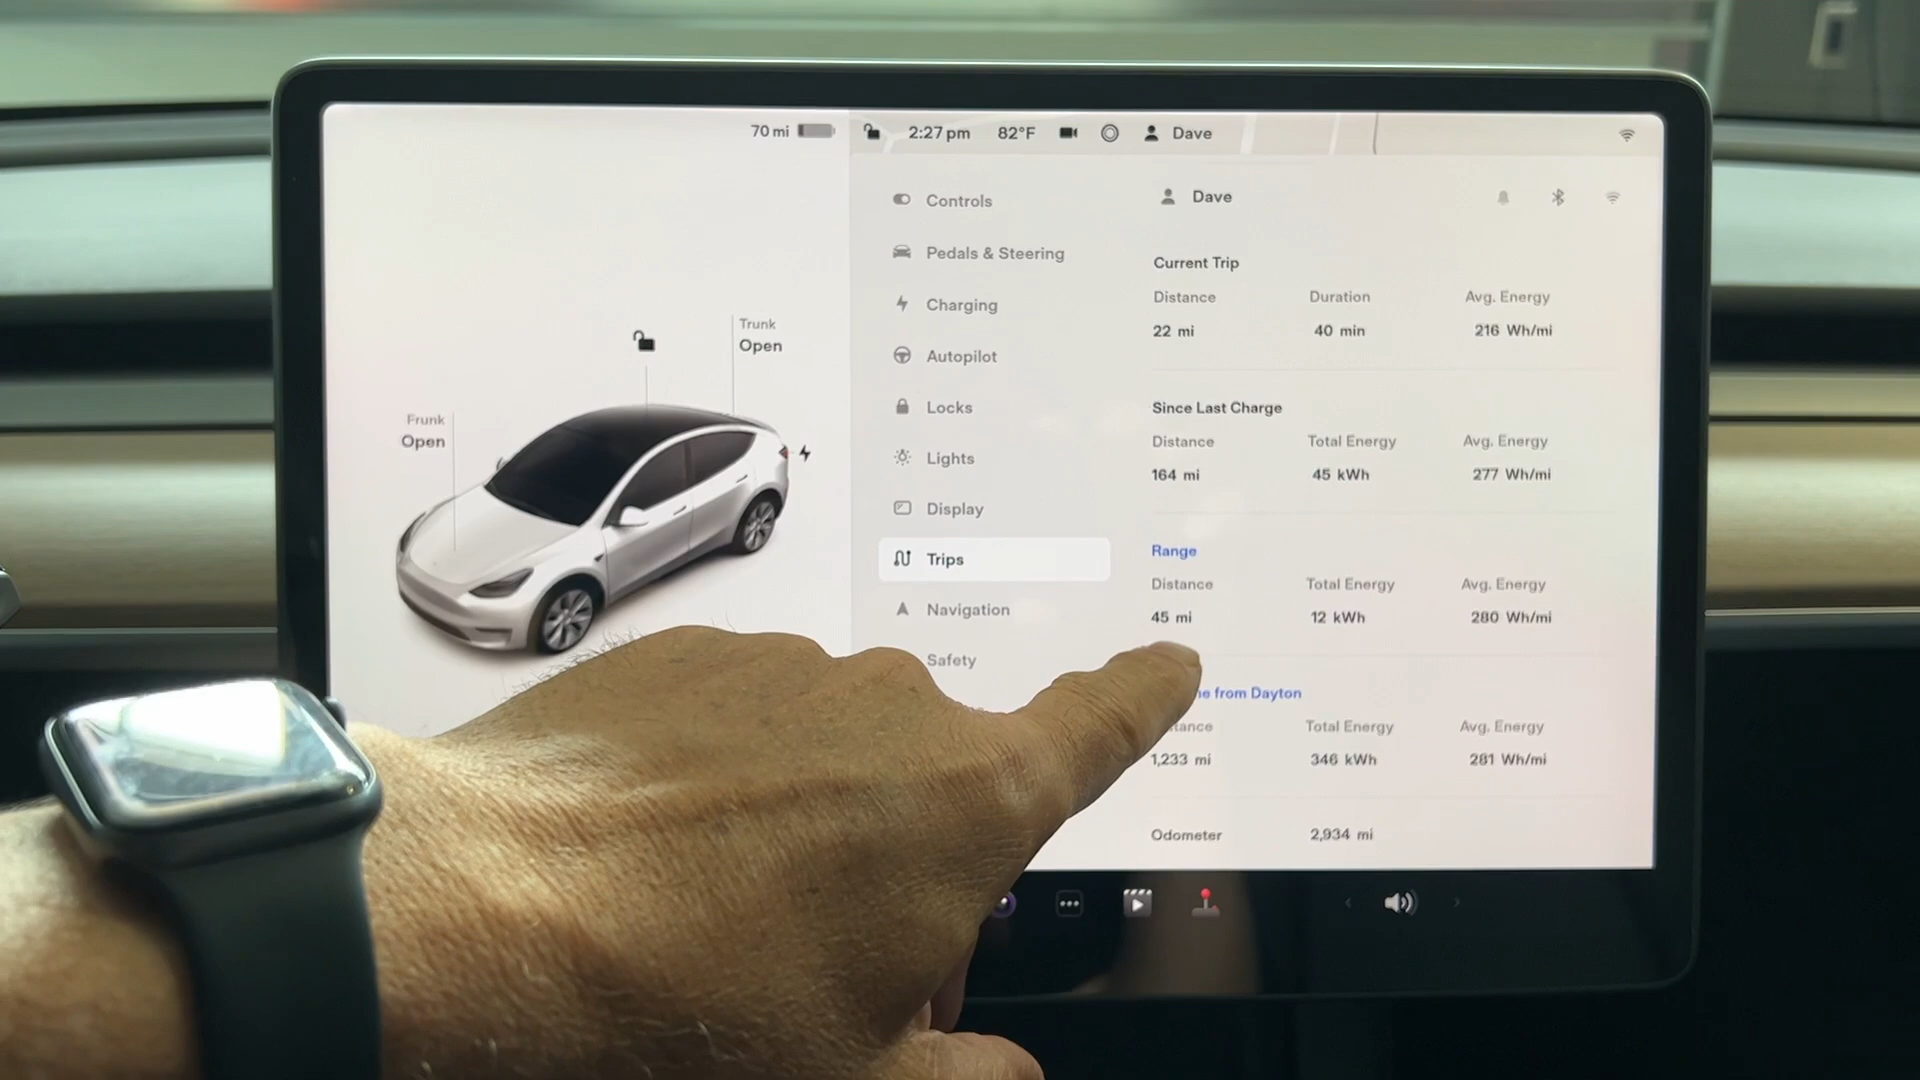 70 mi
2:27 pm 82°F Dave
Trunk
Open
Frunk
Open
Controls
Pedals & Steering
Charging
Autopilot
Locks
Lights
Display
Trips
Navigation
Safety
Dave
Current Trip
Distance Duration Avg. Energy
22 mi 40 min 216 Wh/mi
Since Last Charge
Distance Total Energy Avg. Energy
164 mi 45 kWh 277 Wh/mi
Range
Distance Total Energy Avg. Energy
45 mi 12 kWh 280 Wh/mi
from Dayton
Total Energy Avg. Energy
1,233 mi 346 kWh 281 Wh/mi
Odometer 2,934 mi